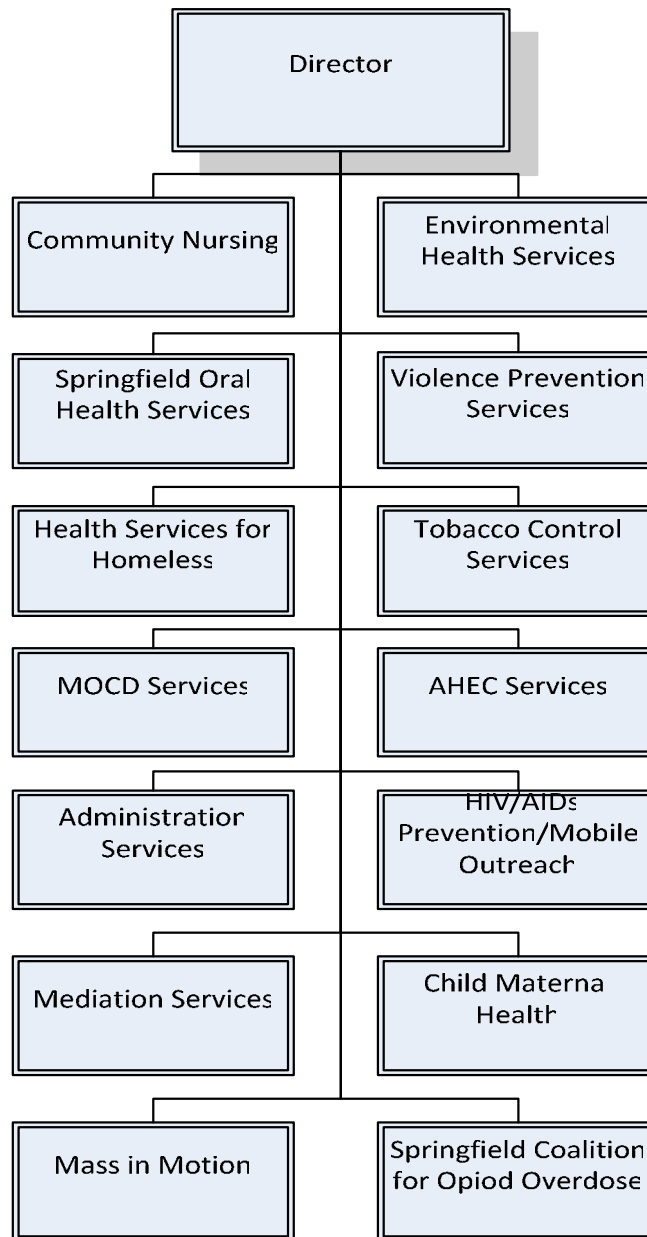 Director
Community Nursing
Environmental
Health Services
Springfield Oral
Health Services
Violence Prevention
Services
Health Services for
Homeless
Tobacco Control
Services
MOCD Services
AHEC Services
Administration
Services
HIV/AIDs
Prevention/Mobile
Outreach
Mediation Services
Child Materna
Health
Mass in Motion
Springfield Coalition
for Opiod Overdose